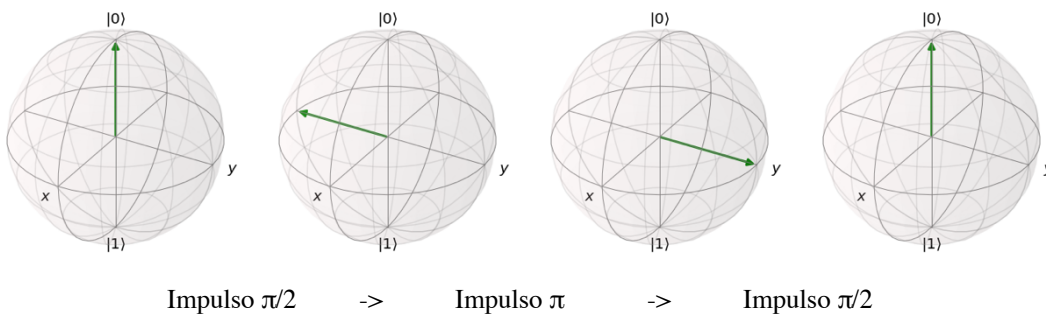 |0⟩ |0⟩ |0⟩ |0⟩
y y y y
x x x x
|1⟩ |1⟩ |1⟩ |1⟩
Impulso π/2 -> Impulso π -> Impulso π/2